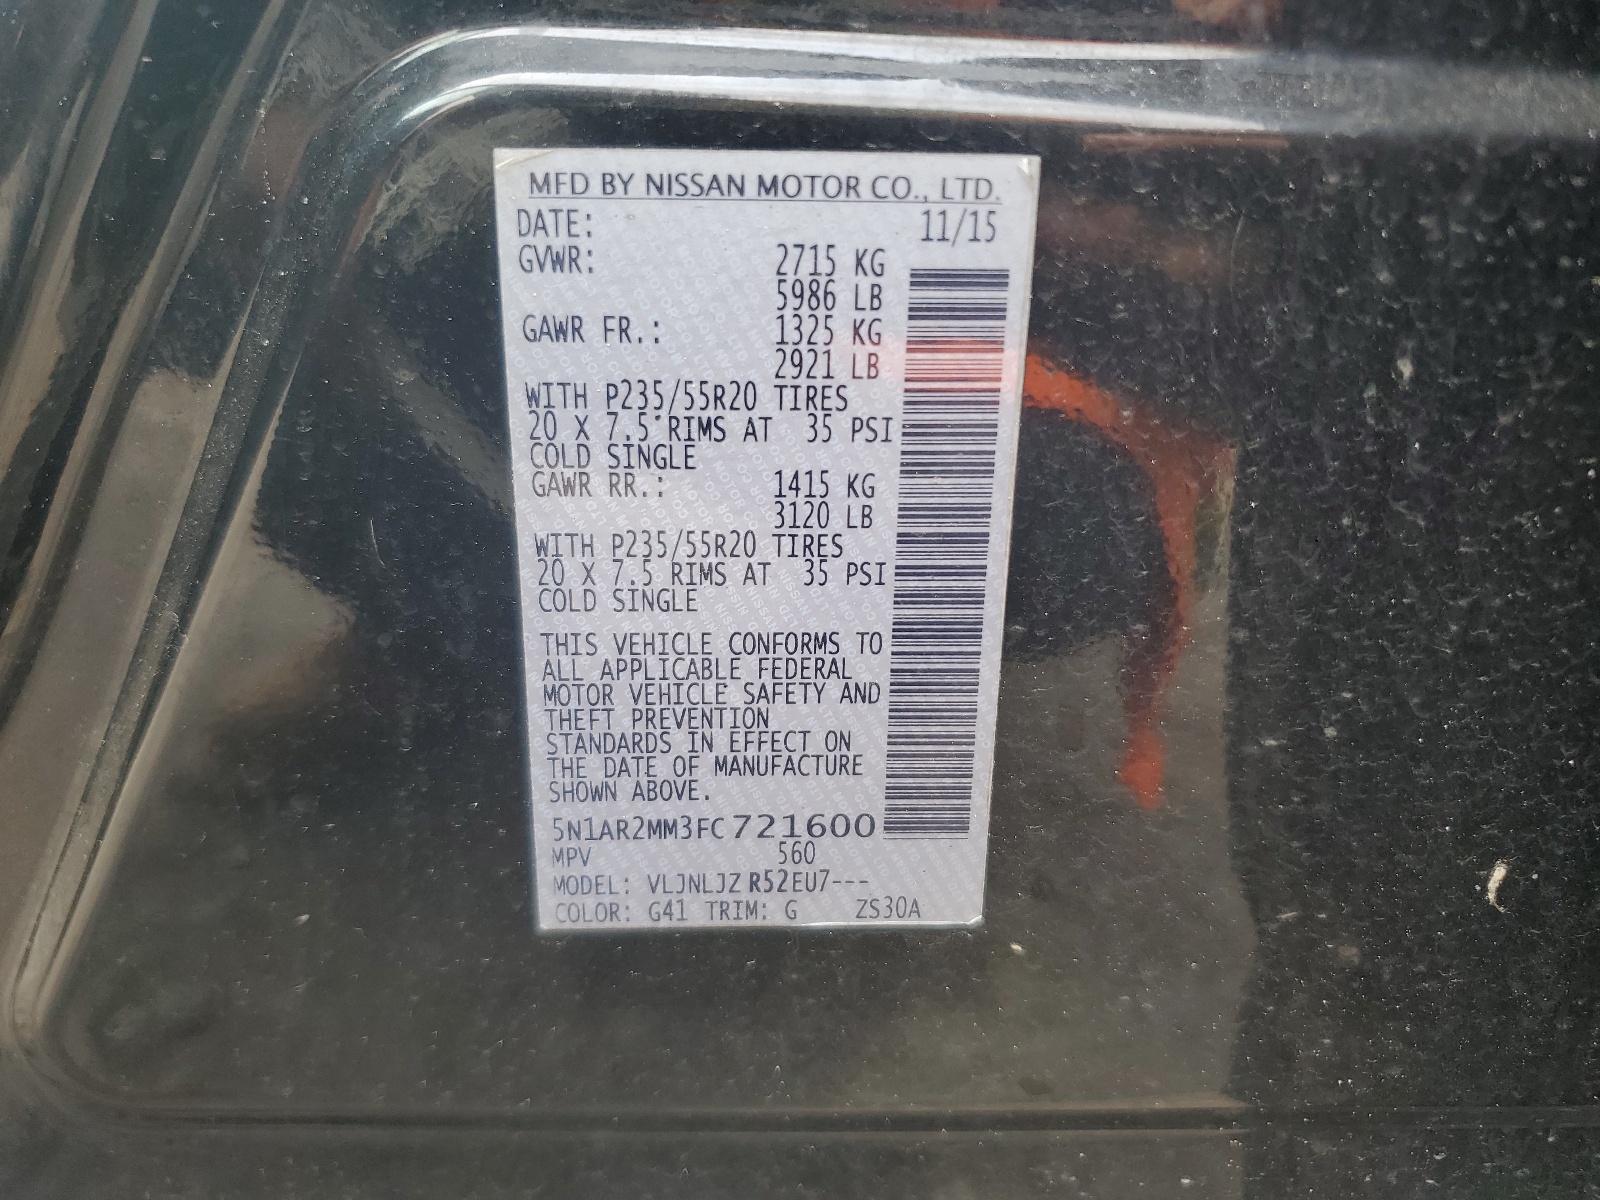 MFD BY NISSAN MOTOR CO., LTD.
DATE: 11/15
GVWR: 2715 KG
5986 LB
GAWR FR.: 1325 KG
2921 LB
WITH P235/55R20 TIRES
20 X 7.5 RIMS AT 35 PSI
COLD SINGLE
GAWR RR.: 1415 KG
3120 LB
WITH P235/55R20 TIRES
20 X 7.5 RIMS AT 35 PSI
COLD SINGLE
THIS VEHICLE CONFORMS TO
ALL APPLICABLE FEDERAL
MOTOR VEHICLE SAFETY AND
THEFT PREVENTION
STANDARDS IN EFFECT ON
THE DATE OF MANUFACTURE
SHOWN ABOVE.
5N1AR2MM3FC721600
MPV 560
MODEL: VLJNLJZ R52EU7---
COLOR: G41 TRIM: G ZS30A